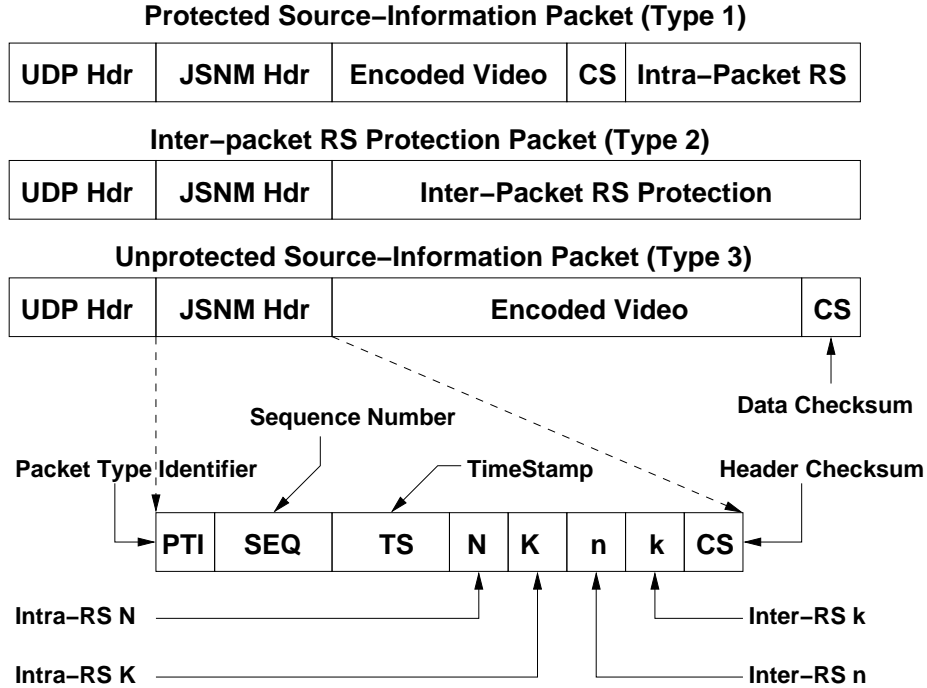 Protected Source–Information Packet (Type 1)
UDP Hdr JSNM Hdr Encoded Video CS Intra–Packet RS
Inter–packet RS Protection Packet (Type 2)
UDP Hdr JSNM Hdr Inter–Packet RS Protection
Unprotected Source–Information Packet (Type 3)
UDP Hdr JSNM Hdr Encoded Video CS
Data Checksum
Sequence Number
Packet Type Identifier TimeStamp Header Checksum
PTI SEQ TS N K n k CS
Intra–RS N Inter–RS k
Intra–RS K Inter–RS n